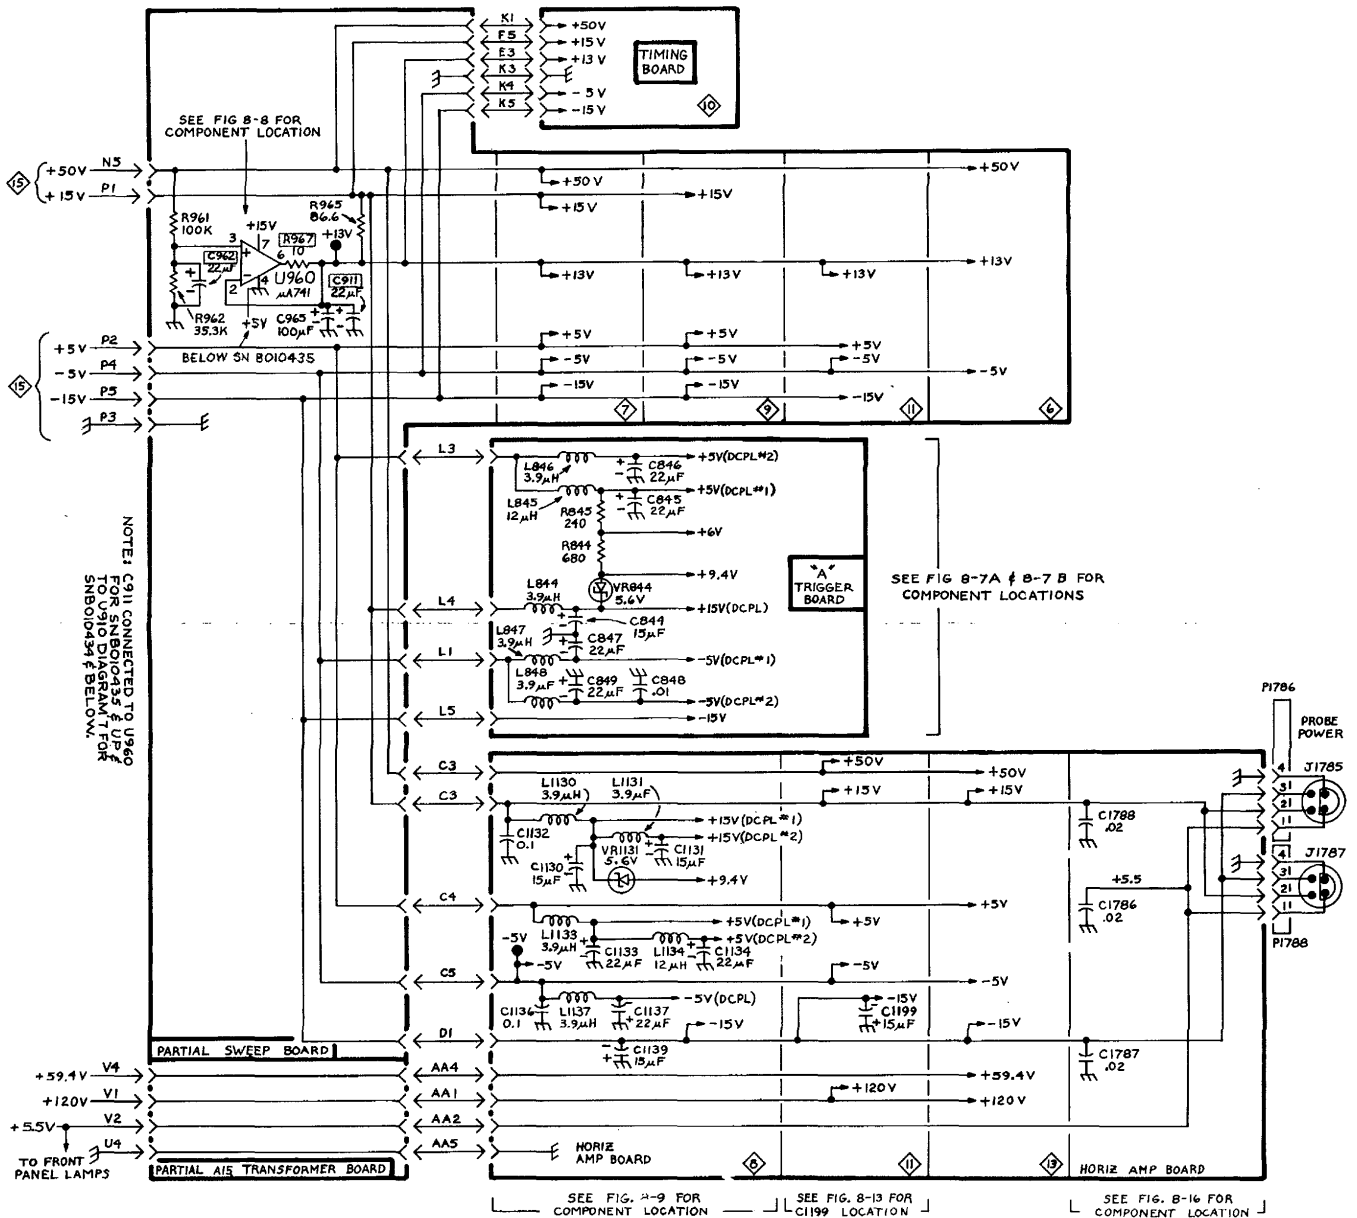 K1
+50V
F5
+15V
E3
+13V
K3
K4
-5V
K5
-15V
TIMING
BOARD
10
SEE FIG 8-8 FOR
COMPONENT LOCATION
15
+50V
N5
+15V
P1
+50V
+50V
+15V
+15V
R961
100K
+15V
3
7
+
R967
10
6
-
2
4
U960
µA741
C962
22µF
+
-
R962
35.3K
+5V
BELOW SN B010435
R965
86.6
+13V
C911
22µF
+
-
C965
100µF
+
-
+13V
+13V
+13V
+13V
15
+5V
P2
-5V
P4
-15V
P5
P3
+5V
+5V
+5V
-5V
-5V
-5V
-5V
-15V
-15V
-15V
7
9
11
6
L3
L846
3.9µH
+
-
C846
22µF
+5V(DCPL#2)
L845
12µH
+
-
C845
22µF
+5V(DCPL#1)
R845
240
+6V
R844
680
+9.4V
VR844
5.6V
"A"
TRIGGER
BOARD
L4
L844
3.9µH
+15V(DCPL)
+
-
C844
15µF
L847
3.9µH
+
-
C847
22µF
L1
-5V(DCPL#1)
L848
3.9µF
+
-
C849
22µF
C848
.01
-5V(DCPL#2)
L5
-15V
SEE FIG 8-7A & 8-7B FOR
COMPONENT LOCATIONS
NOTE: C911 CONNECTED TO U960
FOR SNB010435 & UP &
TO U910 DIAGRAM 7 FOR
SNB010434 & BELOW.
C3
+50V
+50V
C3
L1130
3.9µH
L1131
3.9µF
+15V
+15V
C1132
0.1
+15V(DCPL#1)
+15V(DCPL#2)
C1130
15µF
+
-
VR1131
5.6V
+
-
C1131
15µF
+9.4V
C4
+5V
+5V
L1133
3.9µH
+5V(DCPL#1)
+5V(DCPL#2)
+
-
C1133
22µF
L1134
12µH
+
-
C1134
22µF
-5V
-5V
C5
-5V
-5V
C1136
0.1
L1137
3.9µH
-5V(DCPL)
-
+
C1137
22µF
-15V
-
+
C1199
15µF
D1
-15V
-15V
-
+
C1139
15µF
P1786
PROBE
POWER
4
3
2
1
J1785
C1788
.02
4
3
2
1
J1787
+5.5
C1786
.02
P1788
C1787
.02
PARTIAL SWEEP BOARD
+59.4V
V4
AA4
+59.4V
+120V
V1
AA1
+120V
+120V
+5.5V
V2
AA2
U4
AA5
TO FRONT
PANEL LAMPS
PARTIAL A15 TRANSFORMER BOARD
HORIZ
AMP BOARD
8
11
13
HORIZ AMP BOARD
SEE FIG. -9 FOR
COMPONENT LOCATION
SEE FIG. 8-13 FOR
C1199 LOCATION
SEE FIG. 8-16 FOR
COMPONENT LOCATION